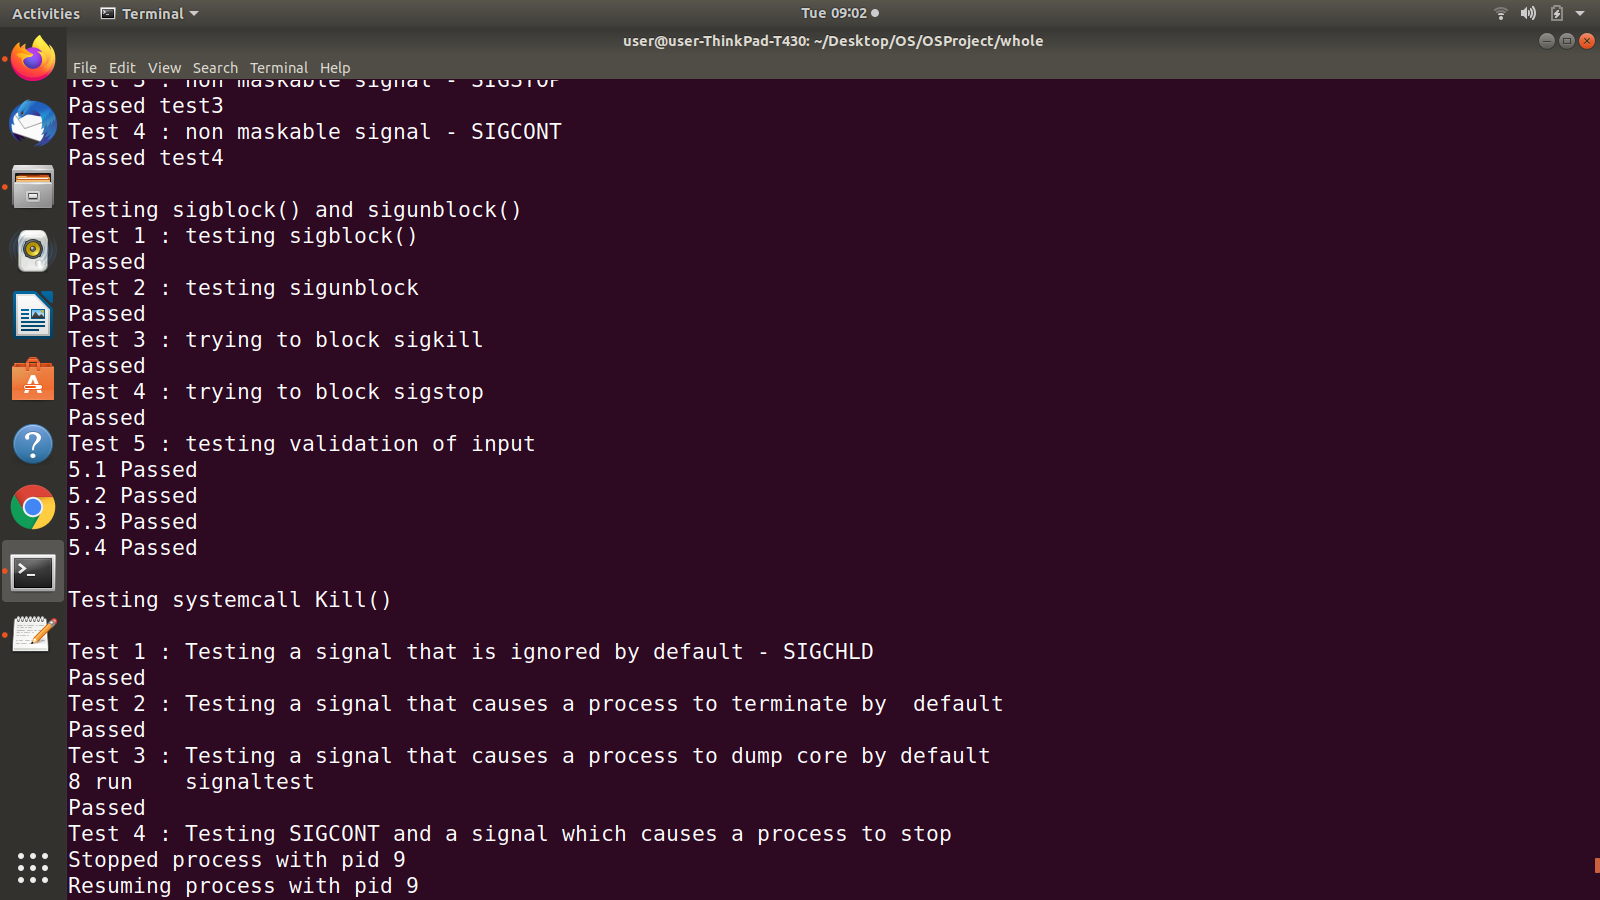 Activities
Terminal
Tue 09:02
user@user-ThinkPad-T430: ~/Desktop/OS/OSProject/whole
File Edit View Search Terminal Help
Test 3 : non maskable signal - SIGSTOP
Passed test3
Test 4 : non maskable signal - SIGCONT
Passed test4
Testing sigblock() and sigunblock()
Test 1 : testing sigblock()
Passed
Test 2 : testing sigunblock
Passed
Test 3 : trying to block sigkill
Passed
Test 4 : trying to block sigstop
Passed
Test 5 : testing validation of input
5.1 Passed
5.2 Passed
5.3 Passed
5.4 Passed
Testing systemcall Kill()
Test 1 : Testing a signal that is ignored by default - SIGCHLD
Passed
Test 2 : Testing a signal that causes a process to terminate by  default
Passed
Test 3 : Testing a signal that causes a process to dump core by default
8 run    signaltest
Passed
Test 4 : Testing SIGCONT and a signal which causes a process to stop
Stopped process with pid 9
Resuming process with pid 9